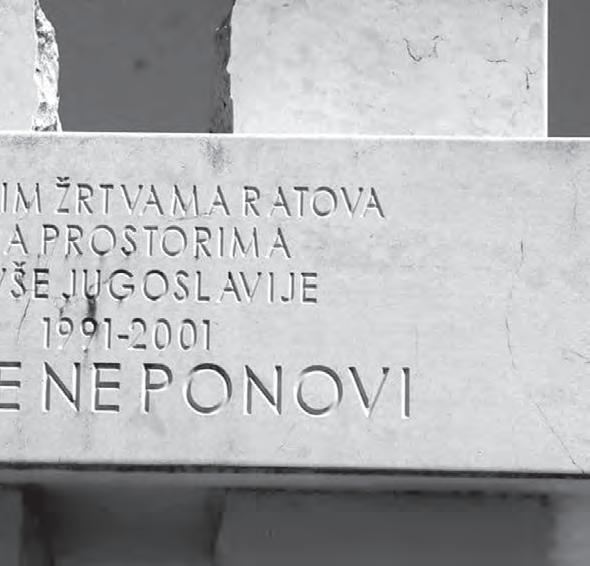 IM ŽRTVAMA RATOVA
A PROSTORIMA
VŠE JUGOSLAVIJE
1991-2001
E NE PONOVI